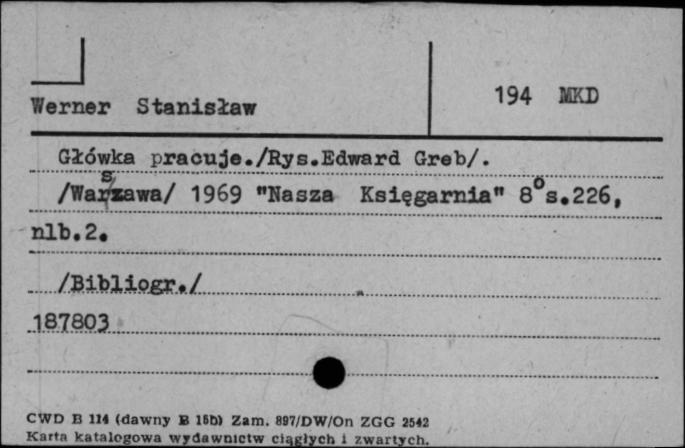 Werner Stanisław
194 MKD
Główka pracuje./Rys.Edward Greb/.
/Warszawa/ 1969 "Nasza Księgarnia" 8° s.226,
nlb.2.
/Bibliogr./
187803
CWD B 114 (dawny B 15b) Zam. 897/DW/On ZGG 2542
Karta katalogowa wydawnictw ciągłych i zwartych.